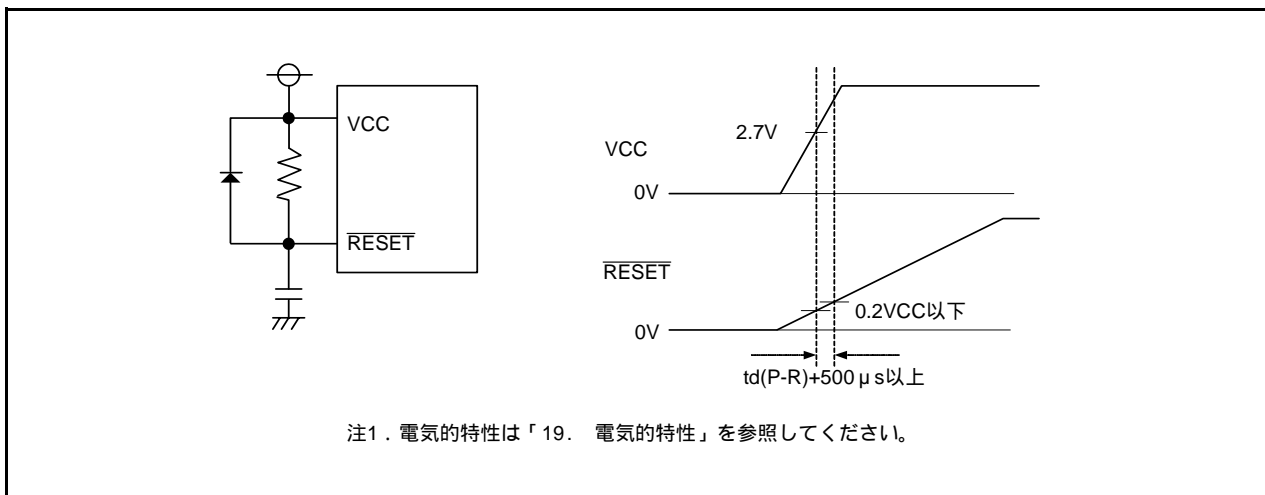 VCC
RESET
2.7V
VCC
0V
RESET
0.2VCC以下
0V
td(P-R)+500μs以上
注1．電気的特性は「19. 電気的特性」を参照してください。